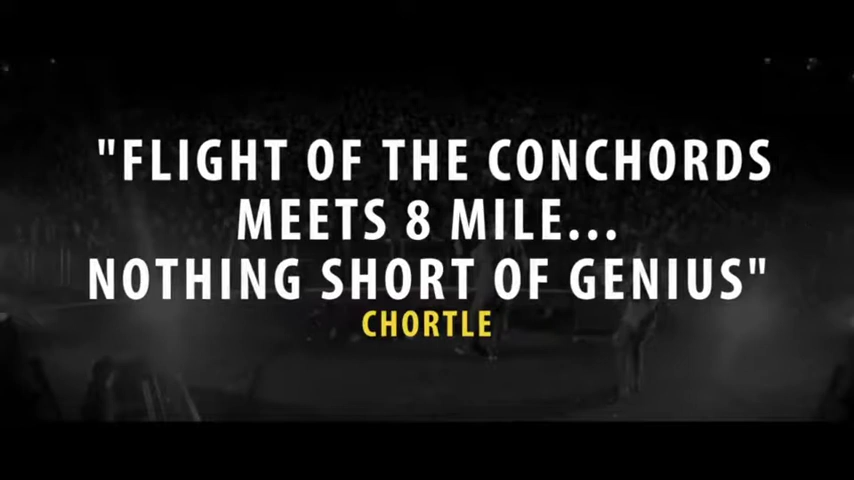 "FLIGHT OF THE CONCHORDS
MEETS 8 MILE...
NOTHING SHORT OF GENIUS"
CHORTLE